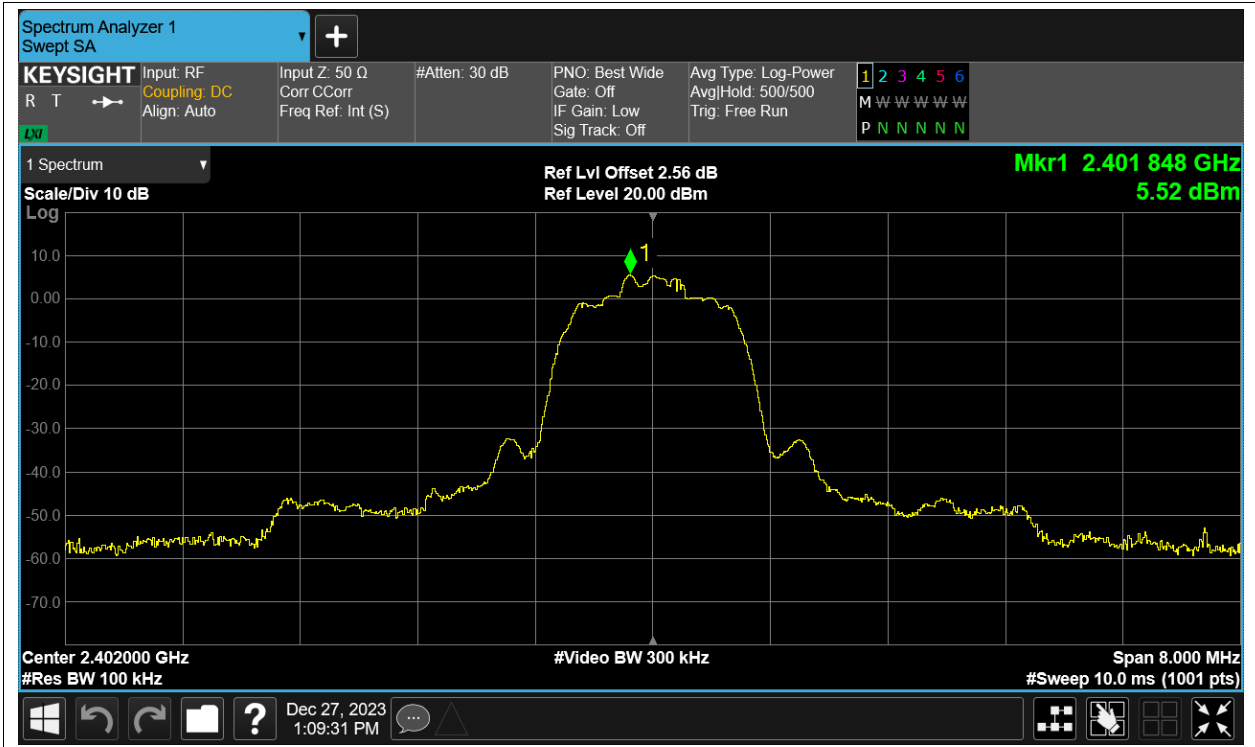 Spectrum Analyzer 1
Swept SA
+
KEYSIGHT
R T
LXI
Input: RF
Coupling: DC
Align: Auto
Input Z: 50 Ω
Corr CCorr
Freq Ref: Int (S)
#Atten: 30 dB
PNO: Best Wide
Gate: Off
IF Gain: Low
Sig Track: Off
Avg Type: Log-Power
Avg|Hold: 500/500
Trig: Free Run
1 2 3 4 5 6
M W W W W W
P N N N N N
1 Spectrum
Scale/Div 10 dB
Log
Ref Lvl Offset 2.56 dB
Ref Level 20.00 dBm
Mkr1 2.401 848 GHz
5.52 dBm
1
10.0
0.00
-10.0
-20.0
-30.0
-40.0
-50.0
-60.0
-70.0
Center 2.402000 GHz
#Res BW 100 kHz
#Video BW 300 kHz
Span 8.000 MHz
#Sweep 10.0 ms (1001 pts)
?
Dec 27, 2023
1:09:31 PM